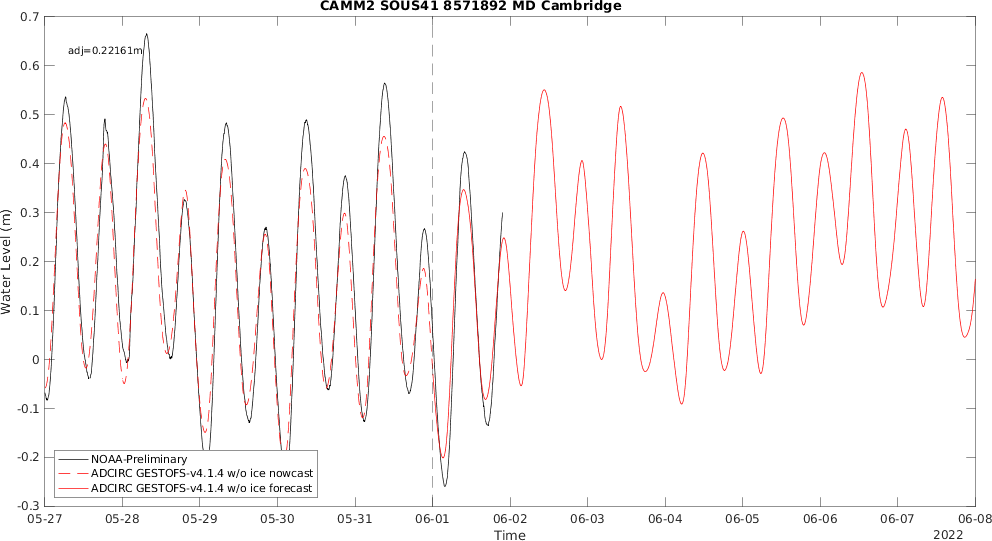 CAMM2 SOUS41 8571892 MD Cambridge
adj=0.22161m
Water Level (m)
0.7
0.6
0.5
0.4
0.3
0.2
0.1
0
-0.1
-0.2
-0.3
NOAA-Preliminary
ADCIRC GESTOFS-v4.1.4 w/o ice nowcast
ADCIRC GESTOFS-v4.1.4 w/o ice forecast
05-27 05-28 05-29 05-30 05-31 06-01 06-02 06-03 06-04 06-05 06-06 06-07 06-08
Time
2022